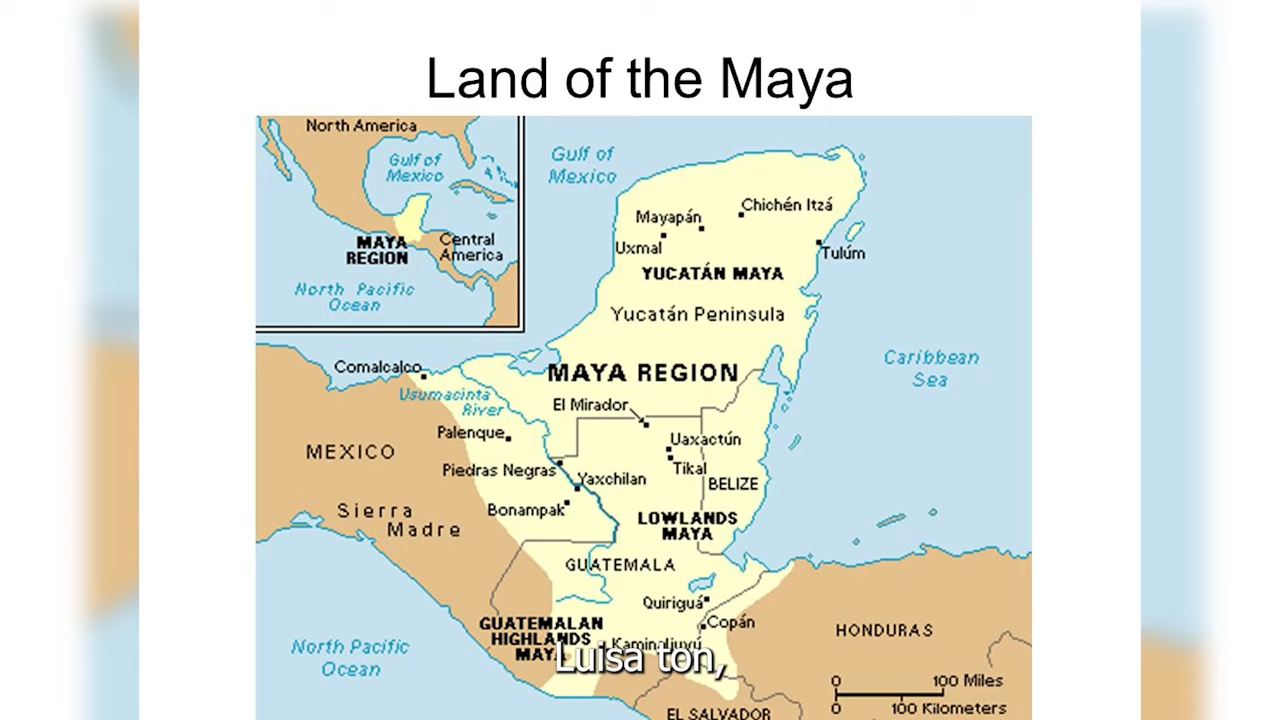 Land of the Maya
North America
Gulf of
Mexico
MAYA
REGION
Central
America
North Pacific
Ocean
Gulf of
Mexico
Chichén Itzá
Mayapán
Uxmal
Tulúm
YUCATÁN MAYA
Yucatán Peninsula
Caribbean
Sea
Comalcalco
MAYA REGION
Usumacinta
River
El Mirador
Palenque
Uaxactún
MEXICO
Piedras Negras
Tikal
Yaxchilan
BELIZE
Sierra
Madre
Bonampak
LOWLANDS
MAYA
GUATEMALA
Quiriguá
Copán
GUATEMALAN
HIGHLANDS
MAYA
Kaminaljuyú
HONDURAS
North Pacific
Ocean
Luisa ton,
0 100 Miles
0 100 Kilometers
EL SALVADOR